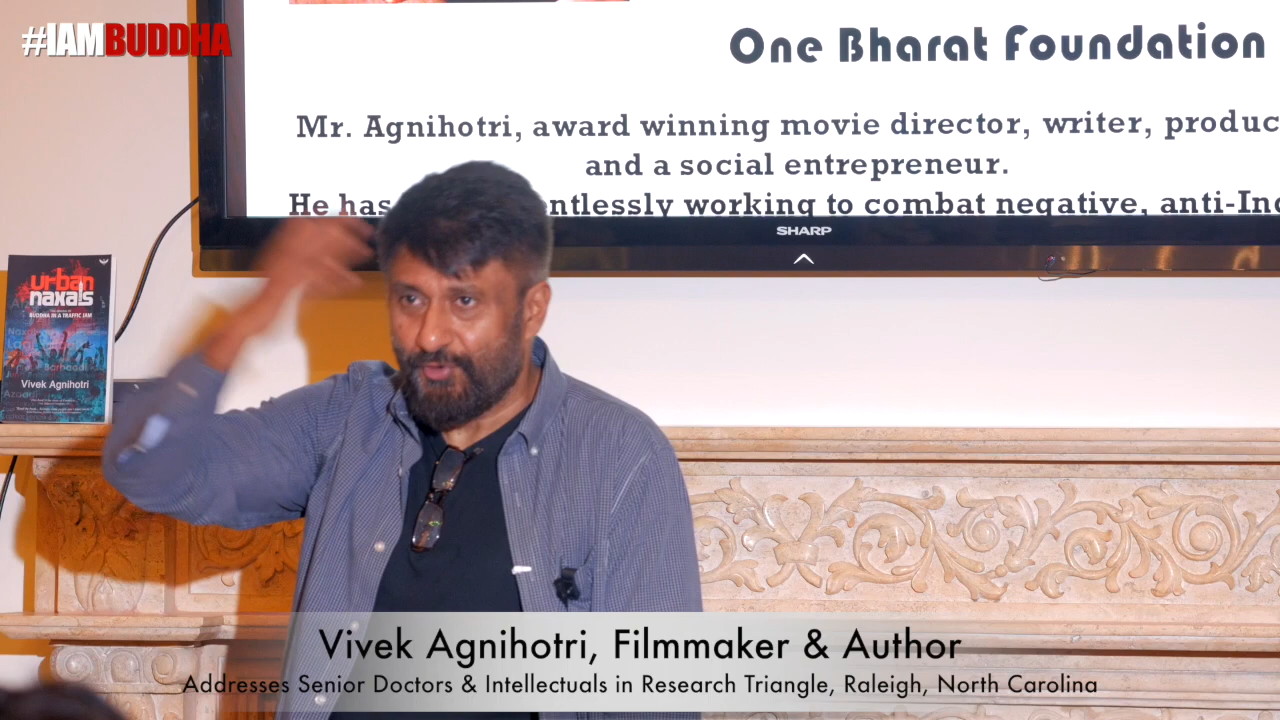 #IAMBUDDHA
One Bharat Foundation
Mr. Agnihotri, award winning movie director, writer, produc
and a social entrepreneur.
He has ntlessly working to combat negative, anti-Ind
SHARP
urban
naxals
BUDDHA IN A TRAFFIC JAM
Vivek Agnihotri
Vivek Agnihotri, Filmmaker & Author
Addresses Senior Doctors & Intellectuals in Research Triangle, Raleigh, North Carolina